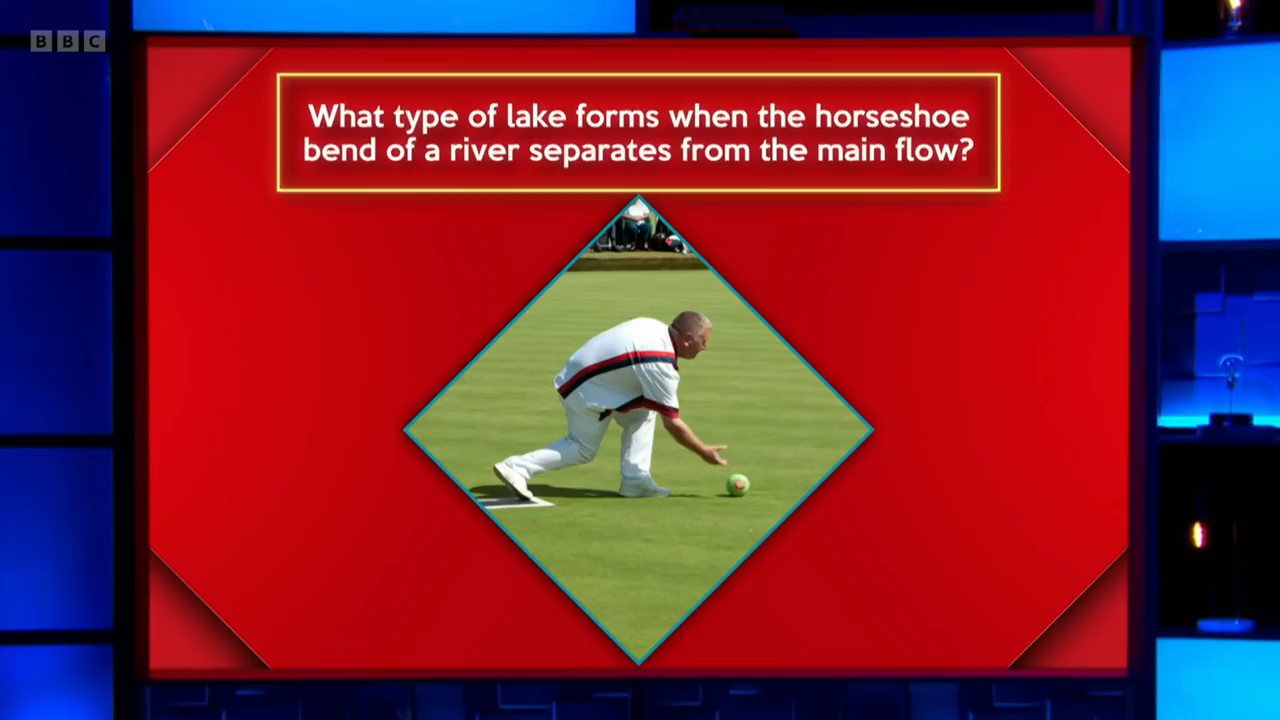 BBC
What type of lake forms when the horseshoe
bend of a river separates from the main flow?